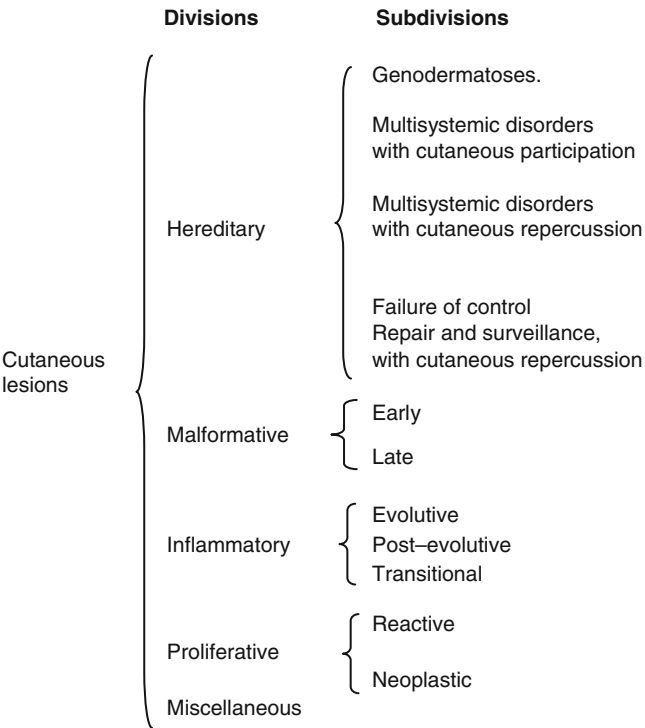 Divisions Subdivisions
Genodermatoses.
Multisystemic disorders
with cutaneous participation
Multisystemic disorders
Hereditary with cutaneous repercussion
Failure of control
Repair and surveillance,
Cutaneous with cutaneous repercussion
lesions
Early
Malformative
Late
Evolutive
Inflammatory Post–evolutive
Transitional
Reactive
Proliferative
Neoplastic
Miscellaneous